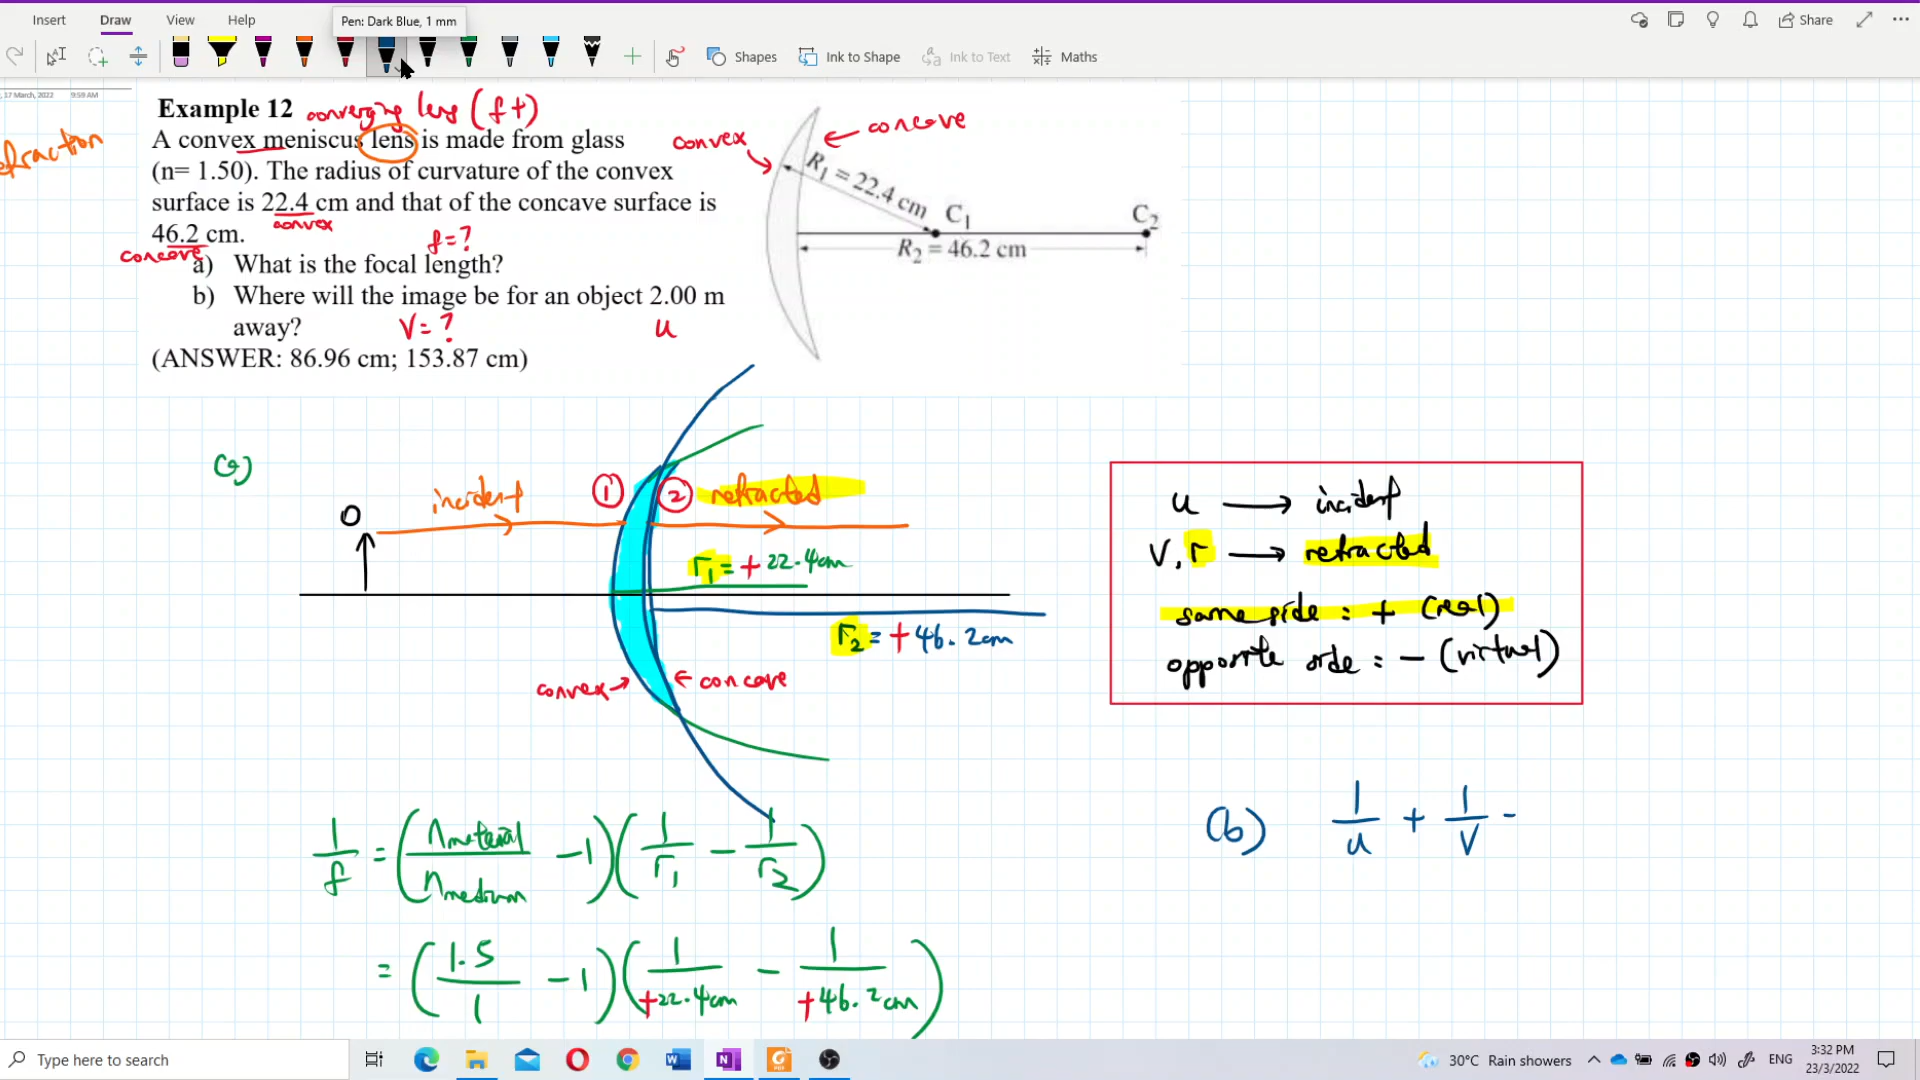 Insert Draw View Help
Pen: Dark Blue, 1 mm
Share
Shapes Ink to Shape Ink to Text Maths
17 March, 2022 9:59 AM
Example 12 converging lens (f+)
A convex meniscus lens is made from glass
(n= 1.50). The radius of curvature of the convex
surface is 22.4 cm and that of the concave surface is
convex
46.2 cm.
concave
f=?
a) What is the focal length?
b) Where will the image be for an object 2.00 m
away?
V=? u
(ANSWER: 86.96 cm; 153.87 cm)
convex
concave
R1 = 22.4 cm
C1
C2
R2 = 46.2 cm
(a)
O
incident
① ② refracted
r1 = +22.4cm
r2 = +46.2cm
convex → ← concave
u → incident
V, r → refracted
same side : + (real)
opposite side : − (virtual)
1/f = (nmaterial/nmedium −1)(1/r1 − 1/r2)
= (1.5/1 −1)(1/+22.4cm − 1/+46.2cm)
(b) 1/u + 1/V -
Type here to search
30°C Rain showers
ENG
3:32 PM
23/3/2022